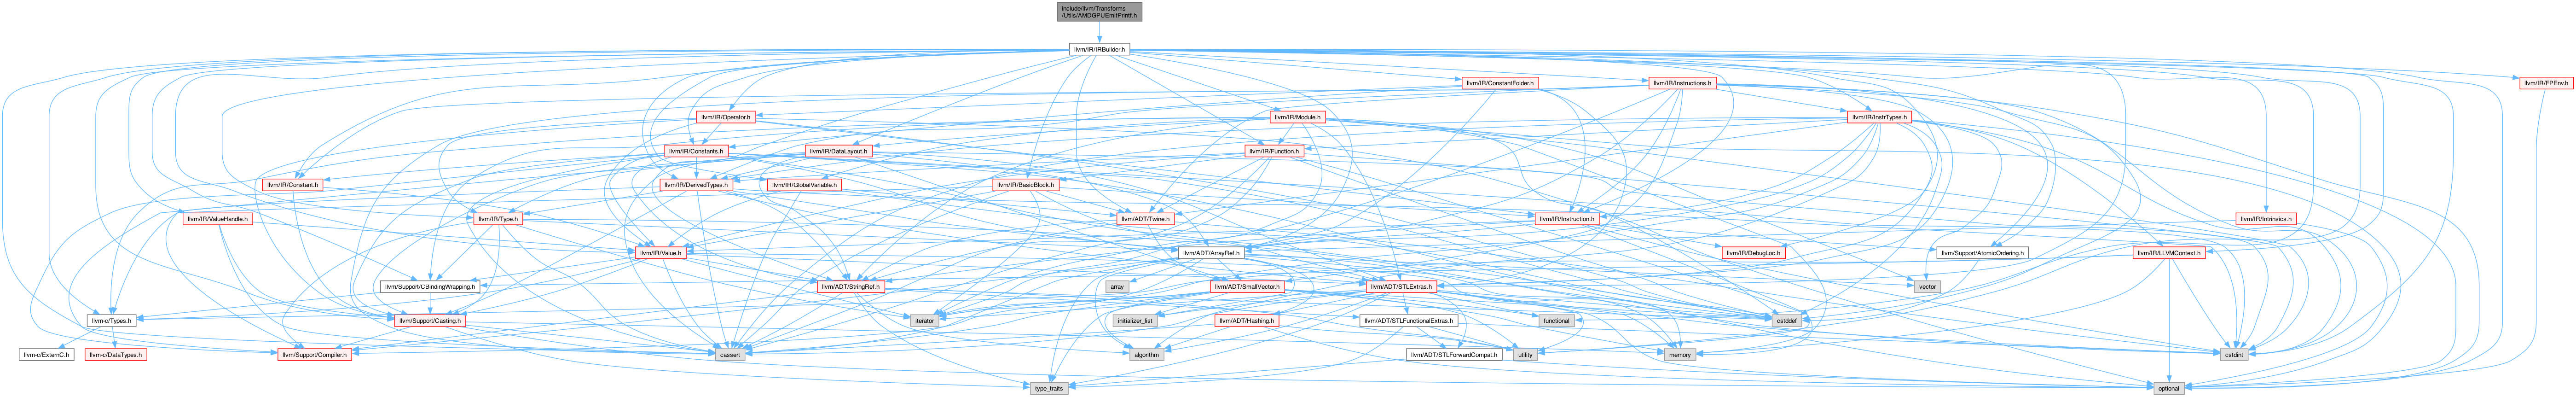 include/llvm/Transforms
/Utils/AMDGPUEmitPrintf.h
llvm/IR/IRBuilder.h
llvm/IR/ConstantFolder.h
llvm/IR/Instructions.h
llvm/IR/FPEnv.h
llvm/IR/Operator.h
llvm/IR/Module.h
llvm/IR/InstrTypes.h
llvm/IR/Constants.h
llvm/IR/DataLayout.h
llvm/IR/Function.h
llvm/IR/Constant.h
llvm/IR/DerivedTypes.h
llvm/IR/GlobalVariable.h
llvm/IR/BasicBlock.h
llvm/IR/ValueHandle.h
llvm/IR/Type.h
llvm/ADT/Twine.h
llvm/IR/Instruction.h
llvm/IR/Intrinsics.h
llvm/IR/Value.h
llvm/ADT/ArrayRef.h
llvm/IR/DebugLoc.h
llvm/Support/AtomicOrdering.h
llvm/IR/LLVMContext.h
llvm/Support/CBindingWrapping.h
llvm/ADT/StringRef.h
array
llvm/ADT/SmallVector.h
llvm/ADT/STLExtras.h
vector
llvm-c/Types.h
llvm/Support/Casting.h
iterator
initializer_list
llvm/ADT/Hashing.h
llvm/ADT/STLFunctionalExtras.h
functional
cstddef
llvm-c/ExternC.h
llvm-c/DataTypes.h
llvm/Support/Compiler.h
cassert
algorithm
llvm/ADT/STLForwardCompat.h
utility
memory
cstdint
type_traits
optional